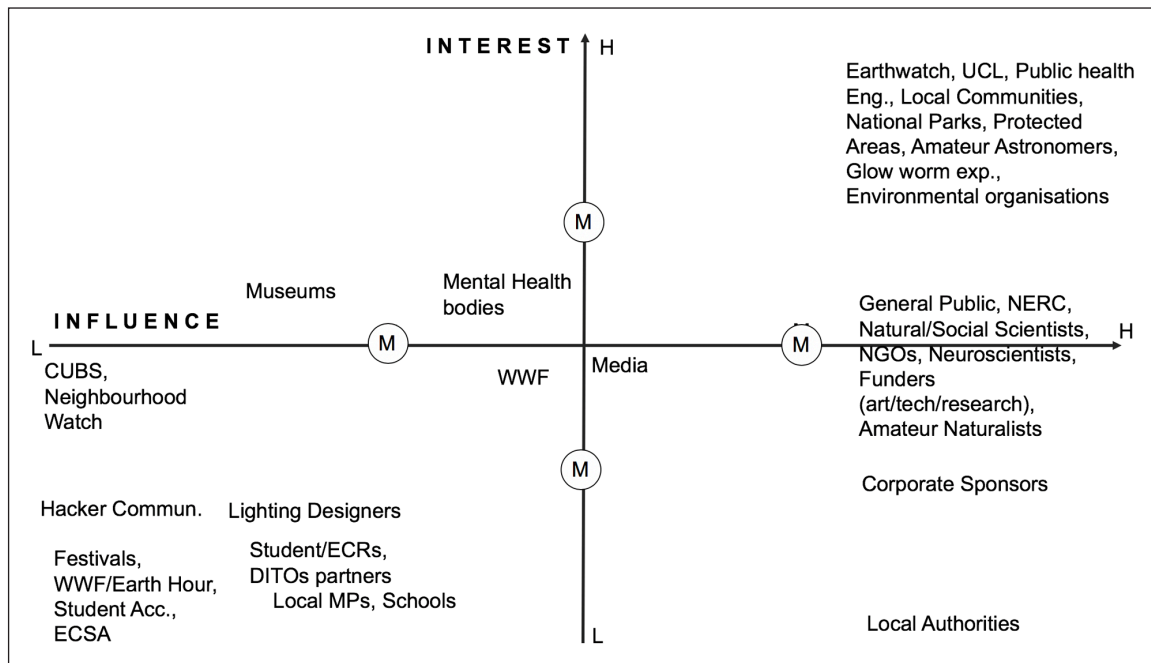 INTEREST
H
Earthwatch, UCL, Public health
Eng., Local Communities,
National Parks, Protected
Areas, Amateur Astronomers,
Glow worm exp.,
Environmental organisations
M
Museums
Mental Health
bodies
INFLUENCE
General Public, NERC,
Natural/Social Scientists,
NGOs, Neuroscientists,
Funders
(art/tech/research),
Amateur Naturalists
L
M
M
H
CUBS,
Neighbourhood
Watch
WWF
Media
M
Corporate Sponsors
Hacker Commun.
Lighting Designers
Festivals,
WWF/Earth Hour,
Student Acc.,
ECSA
Student/ECRs,
DITOs partners
Local MPs, Schools
Local Authorities
L